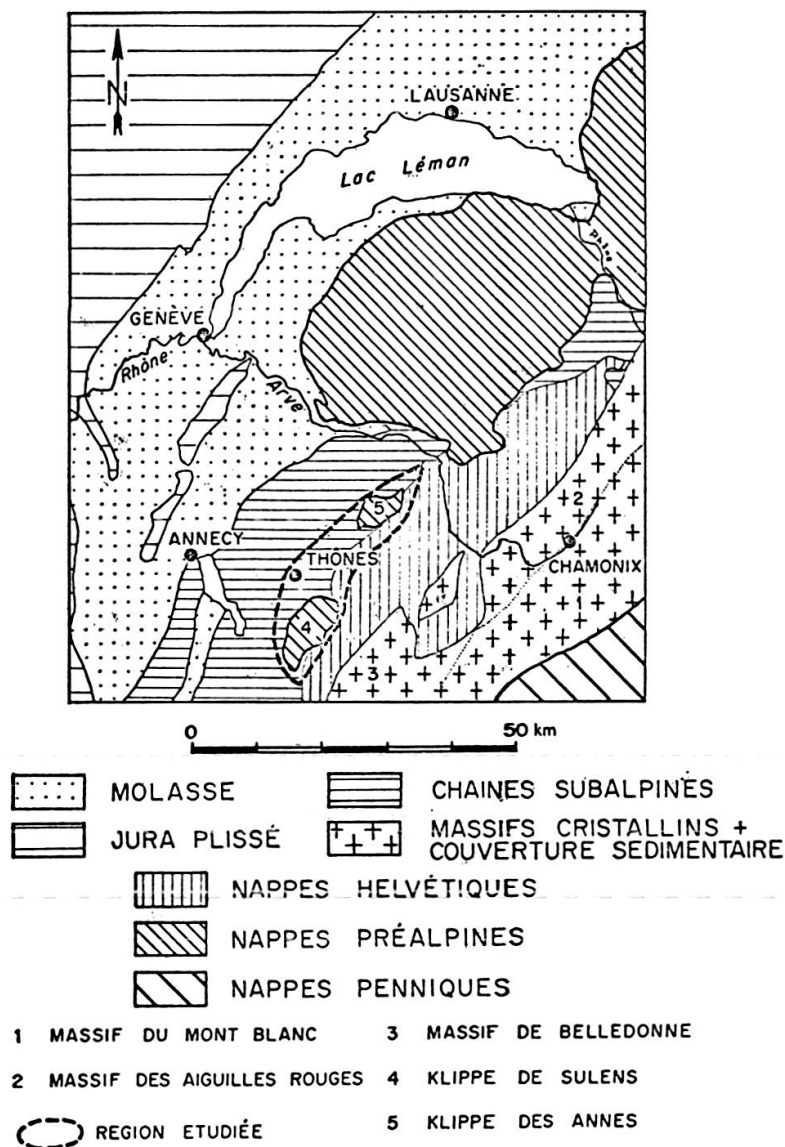 N
LAUSANNE
Lac Léman
Rhône
GENÈVE
Rhône
Arve
5
2
ANNECY
THÔNES
CHAMONIX
1
4
3
0 50 km
MOLASSE
CHAINES SUBALPINES
JURA PLISSÉ
MASSIFS CRISTALLINS +
COUVERTURE SEDIMENTAIRE
NAPPES HELVÉTIQUES
NAPPES PRÉALPINES
NAPPES PENNIQUES
1 MASSIF DU MONT BLANC
3 MASSIF DE BELLEDONNE
2 MASSIF DES AIGUILLES ROUGES
4 KLIPPE DE SULENS
REGION ETUDIÉE
5 KLIPPE DES ANNES